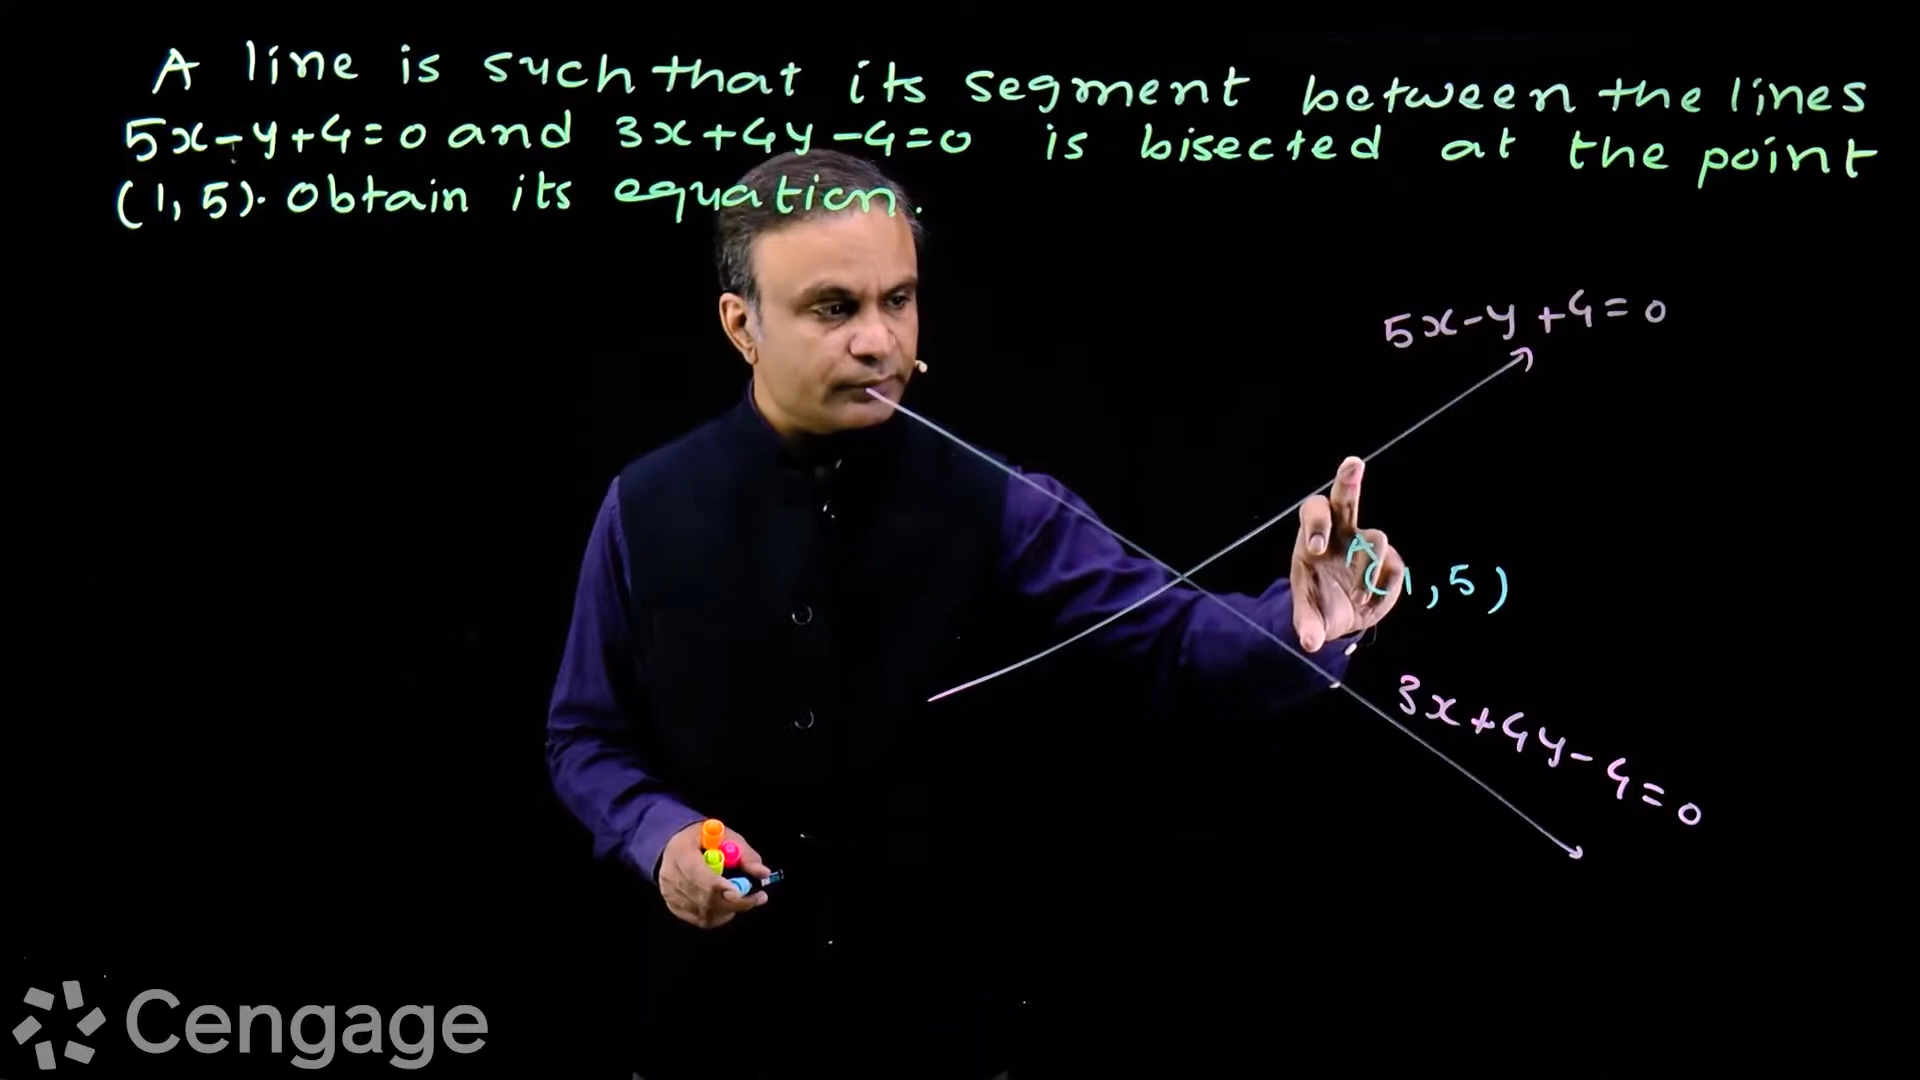 A line is such that its segment between the lines
5x-y+4=0 and 3x+4y-4=0 is bisected at the point
(1,5). Obtain its equation.
5x-y+4=0
A(1,5)
3x+4y-4=0
Cengage